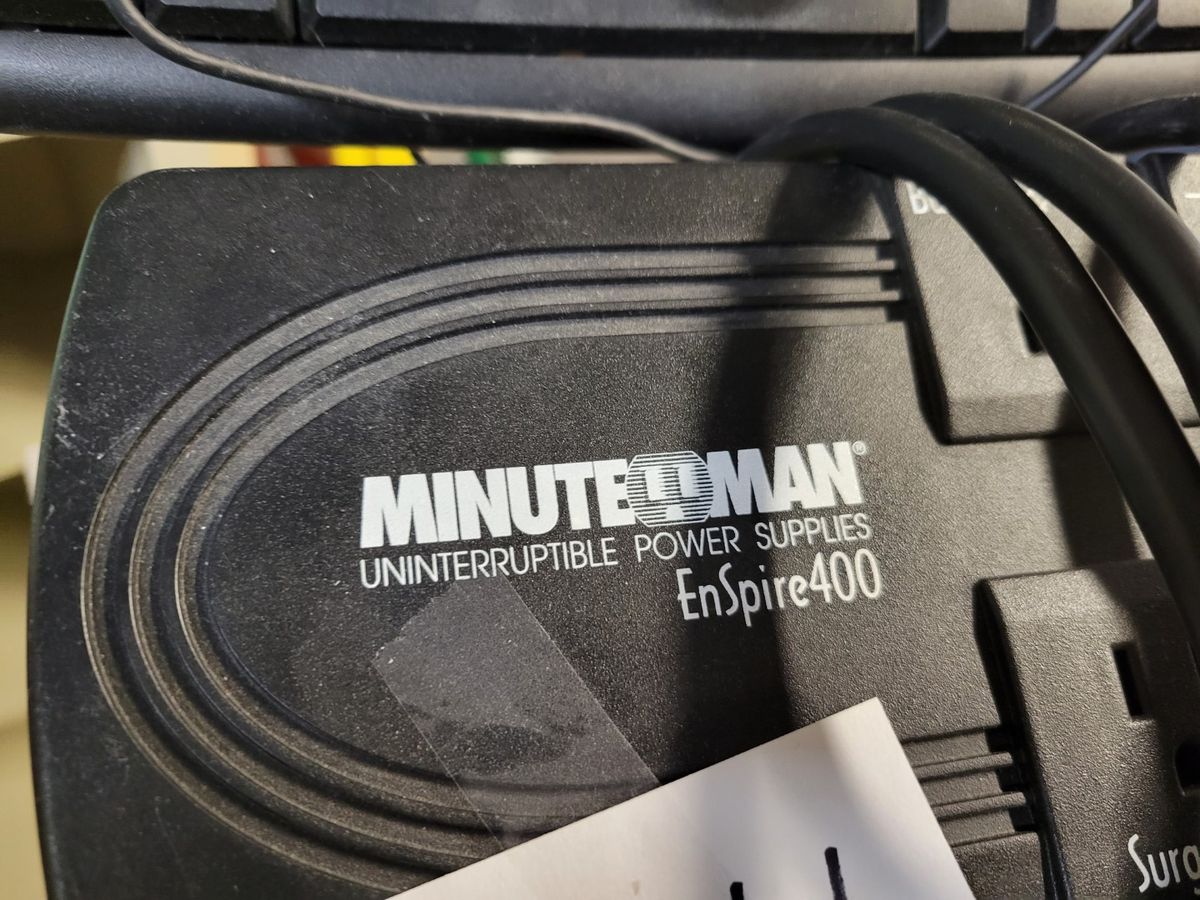 MINUTEMAN®
UNINTERRUPTIBLE POWER SUPPLIES
EnSpire400